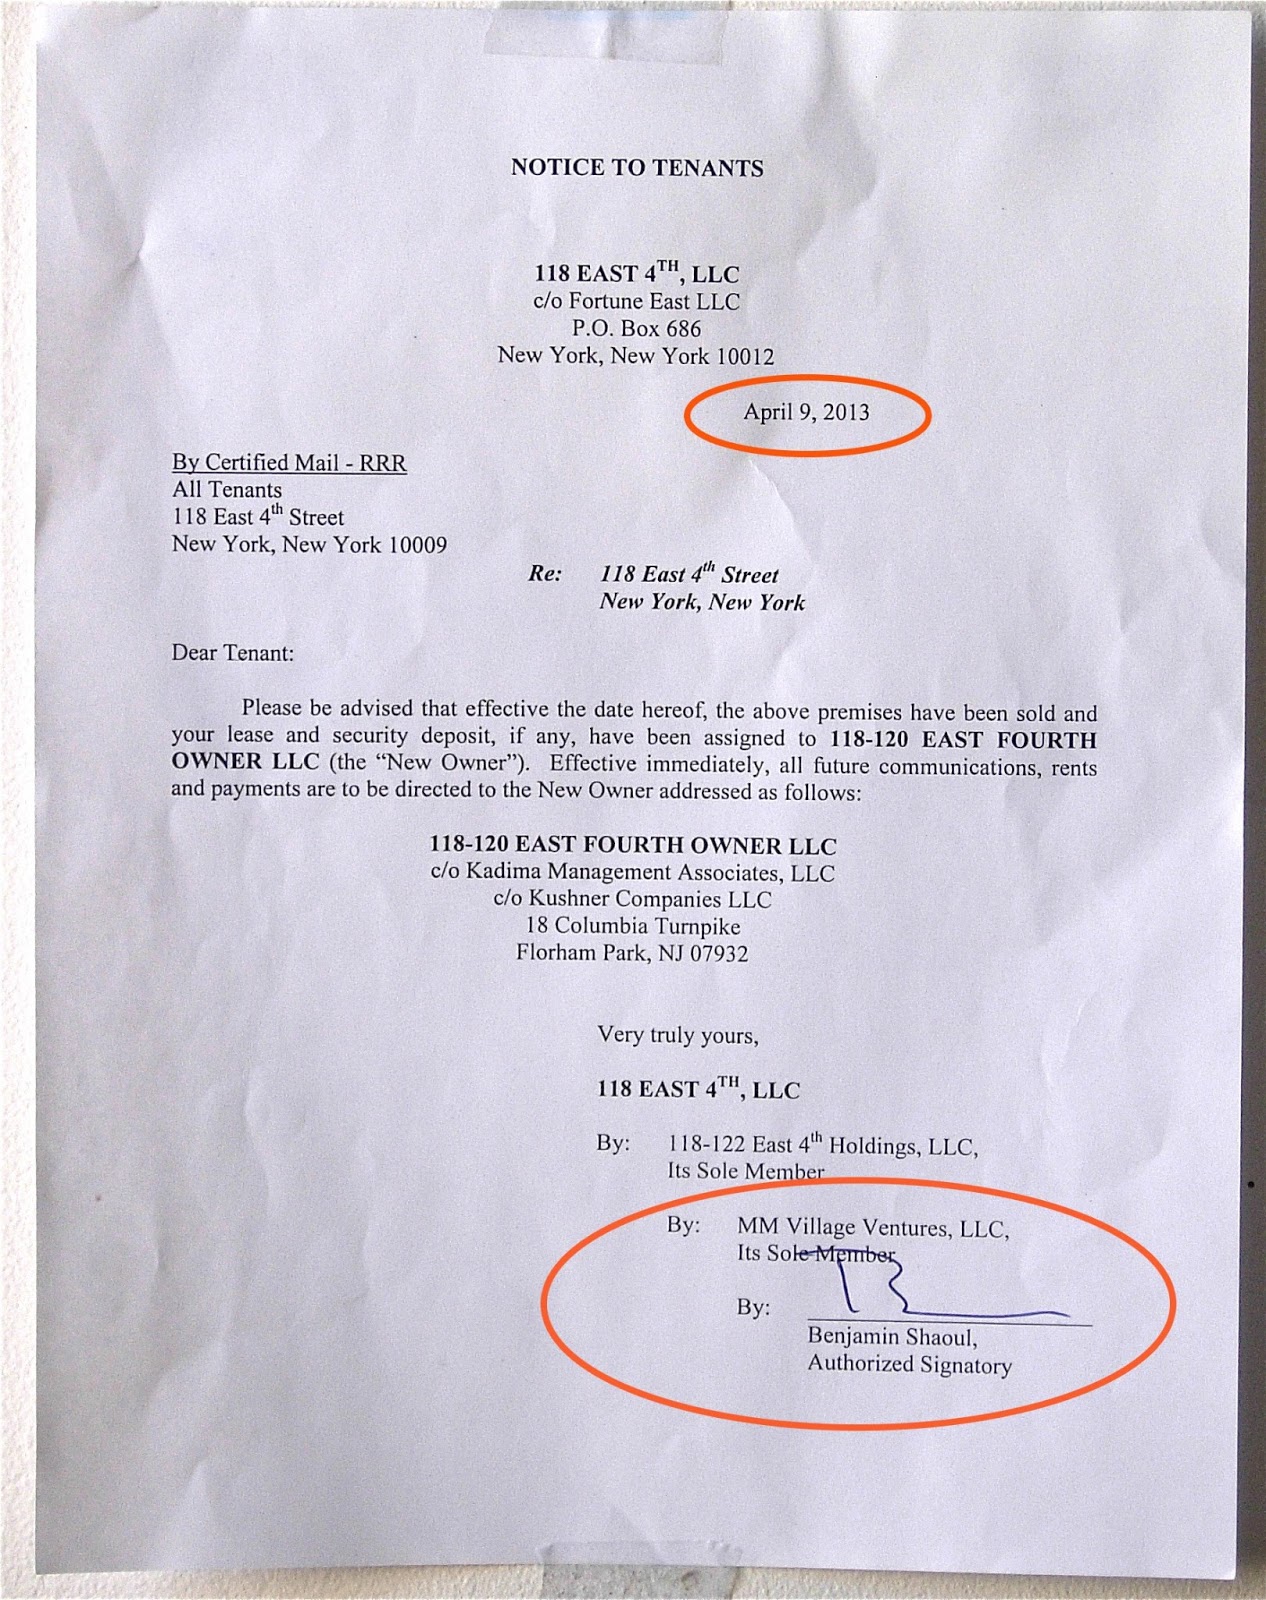 NOTICE TO TENANTS
118 EAST 4TH, LLC
c/o Fortune East LLC
P.O. Box 686
New York, New York 10012
April 9, 2013
By Certified Mail - RRR
All Tenants
118 East 4th Street
New York, New York 10009
Re: 118 East 4th Street
New York, New York
Dear Tenant:
Please be advised that effective the date hereof, the above premises have been sold and
your lease and security deposit, if any, have been assigned to 118-120 EAST FOURTH
OWNER LLC (the “New Owner”). Effective immediately, all future communications, rents
and payments are to be directed to the New Owner addressed as follows:
118-120 EAST FOURTH OWNER LLC
c/o Kadima Management Associates, LLC
c/o Kushner Companies LLC
18 Columbia Turnpike
Florham Park, NJ 07932
Very truly yours,
118 EAST 4TH, LLC
By: 118-122 East 4th Holdings, LLC,
Its Sole Member
By: MM Village Ventures, LLC,
Its Sole Member
By:
Benjamin Shaoul,
Authorized Signatory